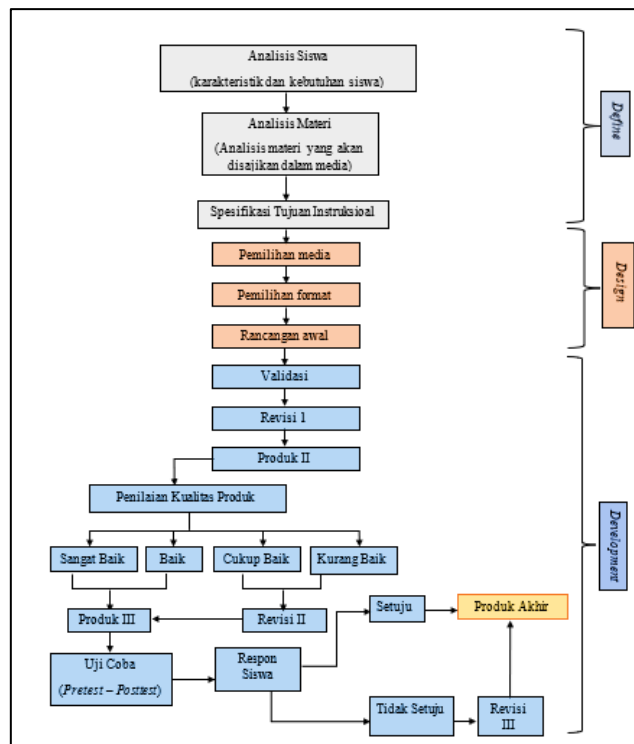 Analisis Siswa
(karakteristik dan kebutuhan siswa)
Analisis Materi
(Analisis materi yang akan
disajikan dalam media)
Spesifikasi Tujuan Instruksioal
Define
Pemilihan media
Pemilihan format
Rancangan awal
Design
Validasi
Revisi 1
Produk II
Penilaian Kualitas Produk
Sangat Baik
Baik
Cukup Baik
Kurang Baik
Produk III
Revisi II
Setuju
Produk Akhir
Uji Coba
(Pretest – Posttest)
Respon
Siswa
Tidak Setuju
Revisi
III
Development